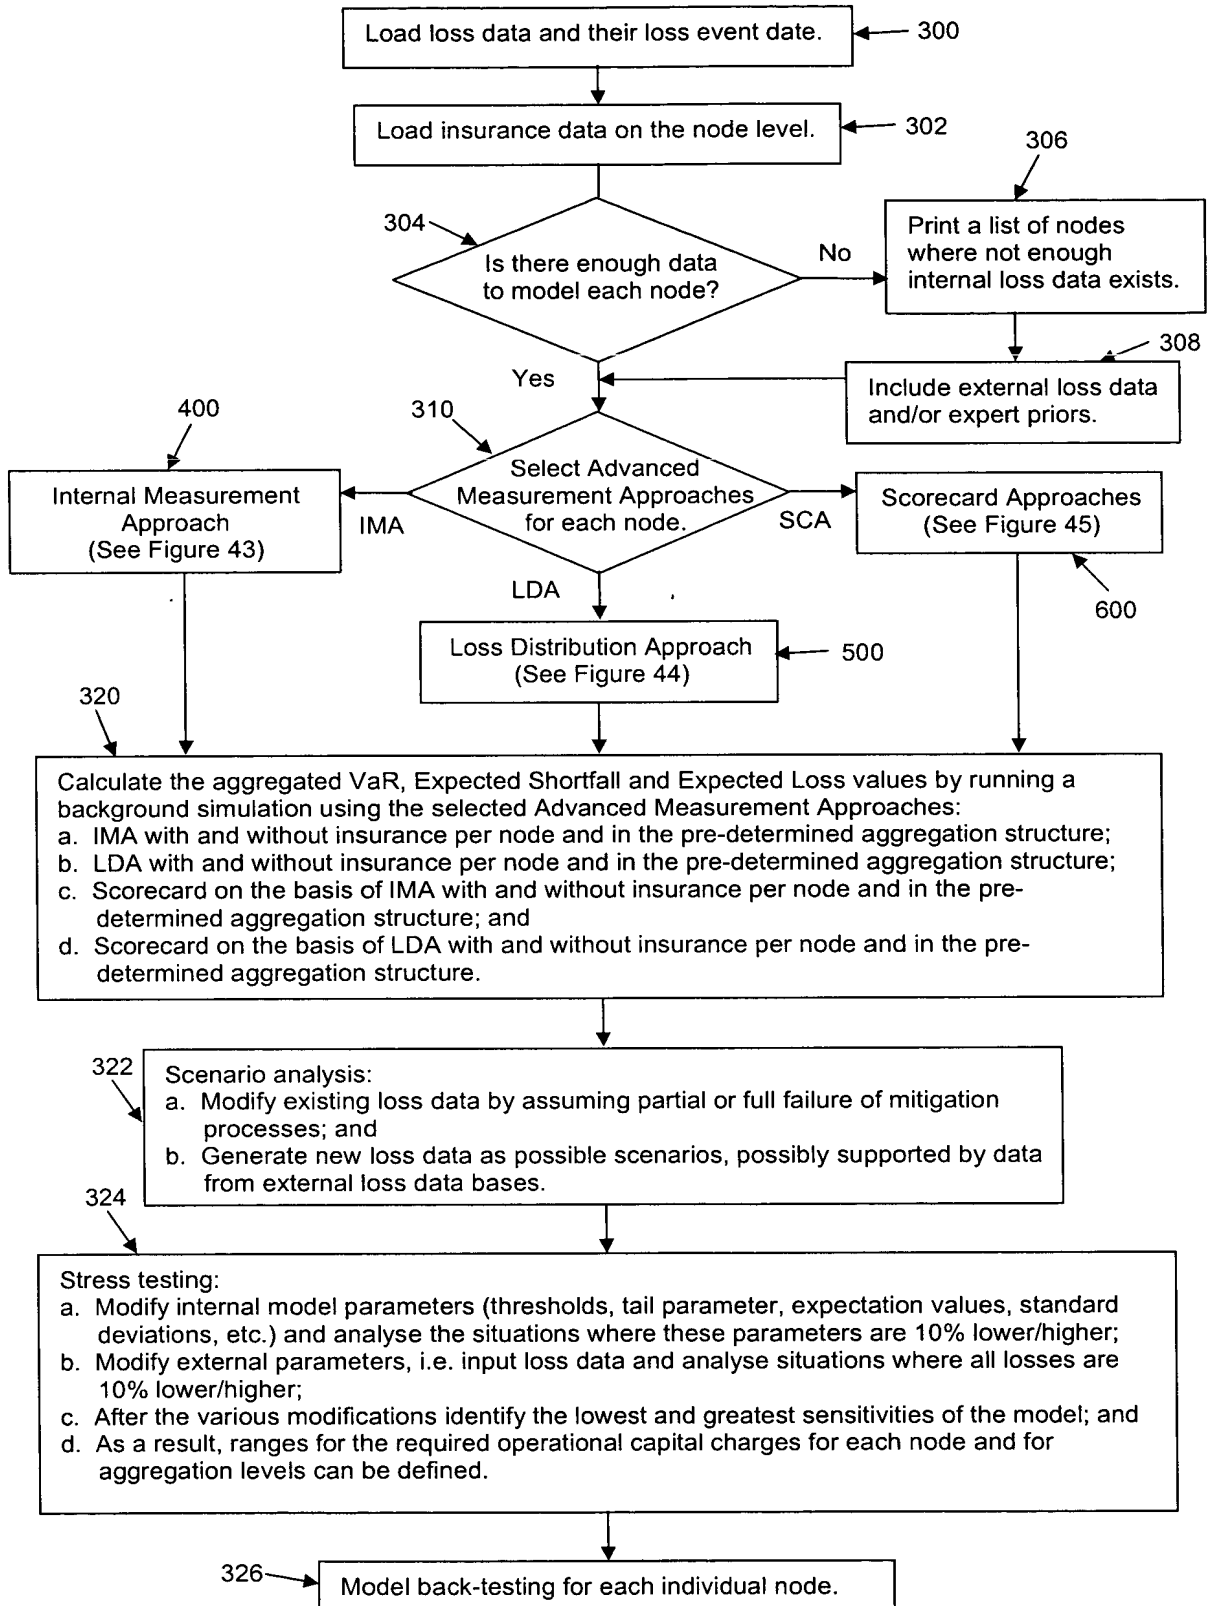 Load loss data and their loss event date.
300
Load insurance data on the node level.
302
306
304
Is there enough data
to model each node?
No
Print a list of nodes
where not enough
internal loss data exists.
308
Yes
Include external loss data
and/or expert priors.
400
310
Select Advanced
Measurement Approaches
for each node.
Internal Measurement
Approach
(See Figure 43)
IMA
SCA
Scorecard Approaches
(See Figure 45)
LDA
600
Loss Distribution Approach
(See Figure 44)
500
320
Calculate the aggregated VaR, Expected Shortfall and Expected Loss values by running a
background simulation using the selected Advanced Measurement Approaches:
a. IMA with and without insurance per node and in the pre-determined aggregation structure;
b. LDA with and without insurance per node and in the pre-determined aggregation structure;
c. Scorecard on the basis of IMA with and without insurance per node and in the pre-
determined aggregation structure; and
d. Scorecard on the basis of LDA with and without insurance per node and in the pre-
determined aggregation structure.
322
Scenario analysis:
a. Modify existing loss data by assuming partial or full failure of mitigation
processes; and
b. Generate new loss data as possible scenarios, possibly supported by data
from external loss data bases.
324
Stress testing:
a. Modify internal model parameters (thresholds, tail parameter, expectation values, standard
deviations, etc.) and analyse the situations where these parameters are 10% lower/higher;
b. Modify external parameters, i.e. input loss data and analyse situations where all losses are
10% lower/higher;
c. After the various modifications identify the lowest and greatest sensitivities of the model; and
d. As a result, ranges for the required operational capital charges for each node and for
aggregation levels can be defined.
326
Model back-testing for each individual node.